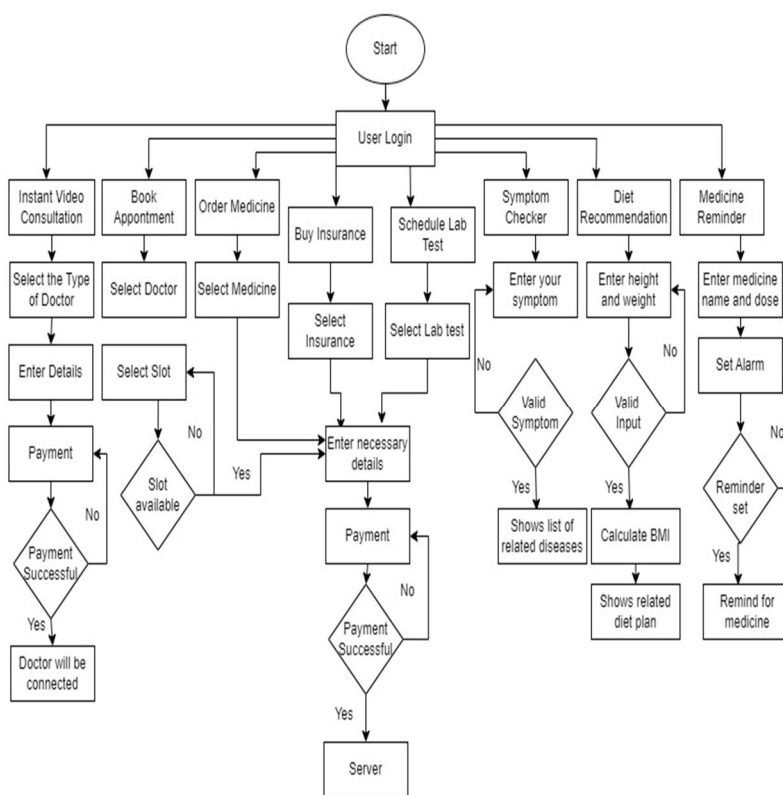 Start
User Login
Instant Video
Consultation
Book
Appontment
Order Medicine
Buy Insurance
Schedule Lab
Test
Symptom
Checker
Diet
Recommendation
Medicine
Reminder
Select the Type
of Doctor
Select Doctor
Select Medicine
Select
Insurance
Select Lab test
Enter your
symptom
Enter height
and weight
Enter medicine
name and dose
Enter Details
Select Slot
No
No
Set Alarm
Valid
Symptom
Valid
Input
Payment
No
Slot
available
Yes
Enter necessary
details
No
Reminder
set
Yes
Yes
Payment
Successful
No
Payment
Shows list of
related diseases
Calculate BMI
Yes
Yes
Doctor will be
connected
Payment
Successful
No
Shows related
diet plan
Remind for
medicine
Yes
Server